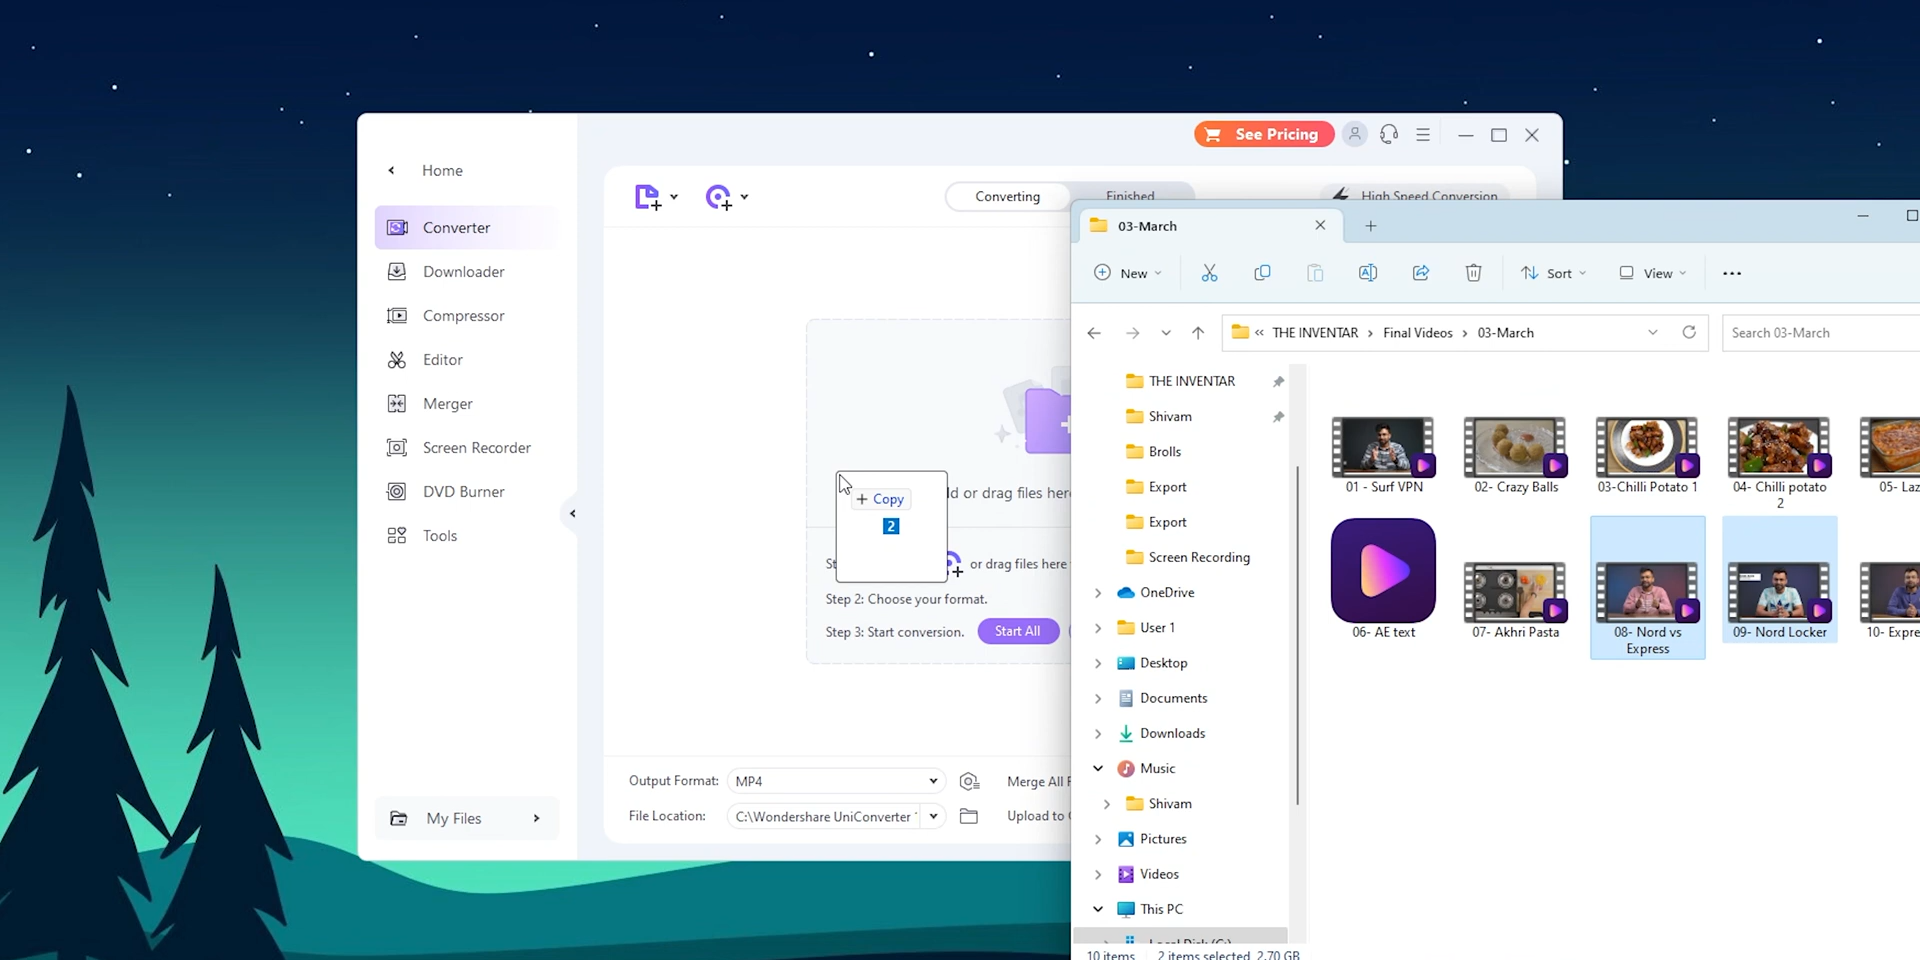 See Pricing
Home
Converter
Downloader
Compressor
Editor
Merger
Screen Recorder
DVD Burner
Tools
My Files
Converting
Finished
High Speed Conversion
+ Copy
2
or drag files here
or drag files here
Step 2: Choose your format.
Step 3: Start conversion. Start All
Output Format: MP4
Merge All
File Location: C:\Wondershare UniConverter
Upload to
03-March
New
Sort
View
« THE INVENTAR > Final Videos > 03-March
Search 03-March
THE INVENTAR
Shivam
Brolls
Export
Export
Screen Recording
OneDrive
User 1
Desktop
Documents
Downloads
Music
Shivam
Pictures
Videos
This PC
01 - Surf VPN
02- Crazy Balls
03-Chilli Potato 1
04- Chilli potato
2
05-
06- AE text
07- Akhri Pasta
08- Nord vs
Express
09- Nord Locker
10-
10 items
2 items selected 2.70 GB